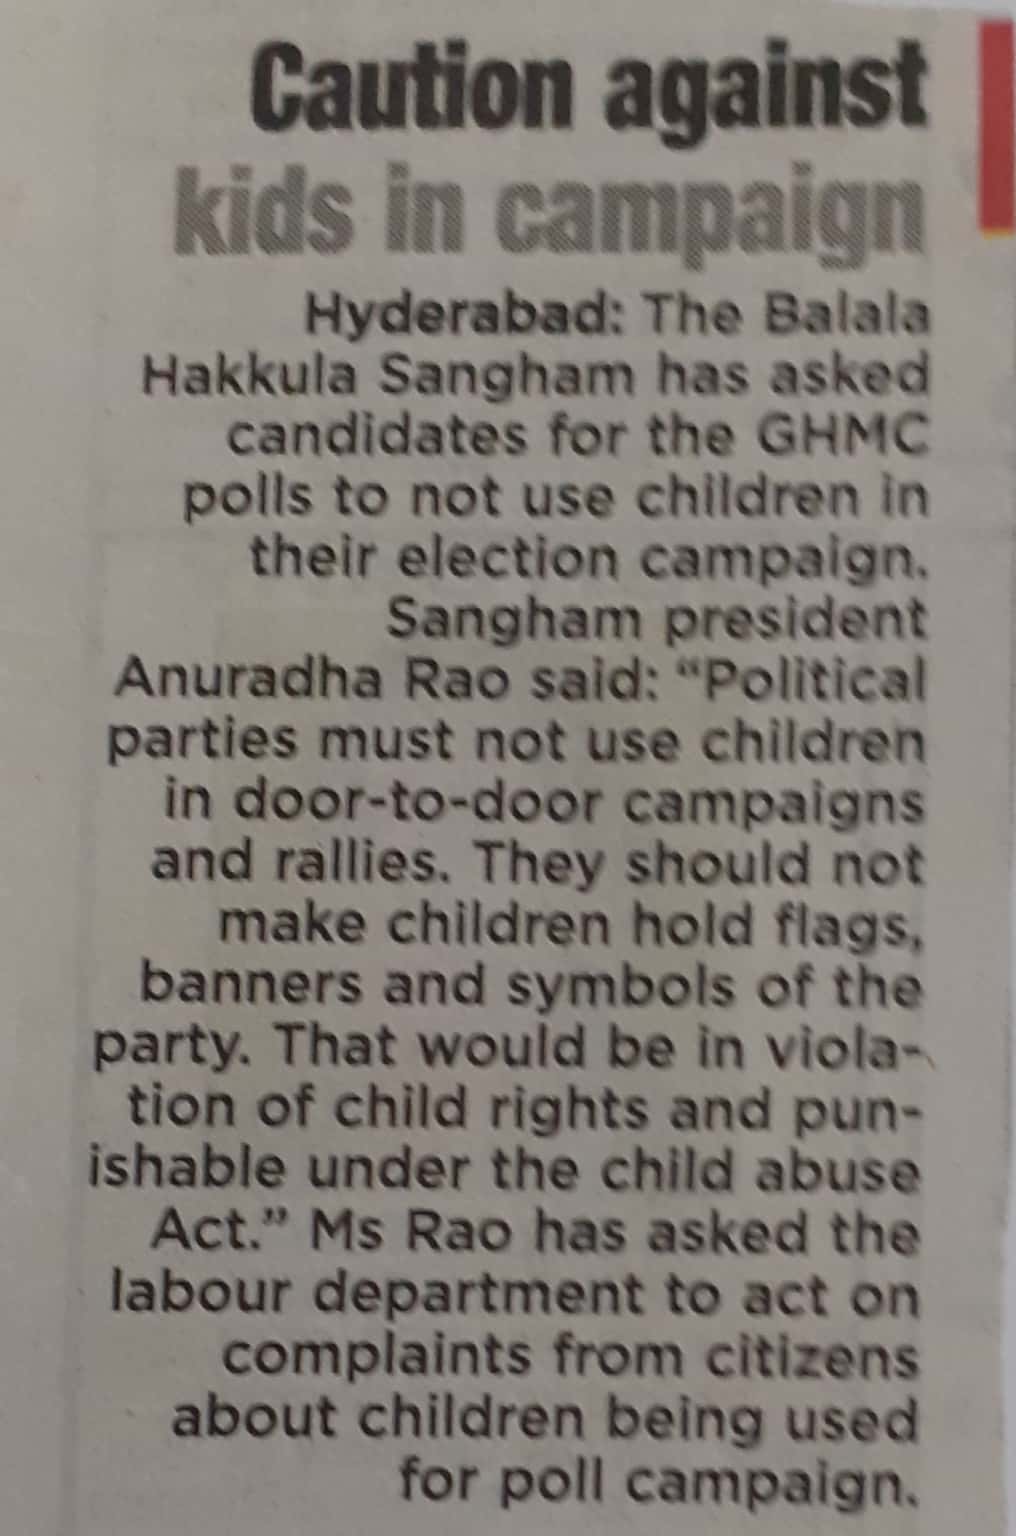 Caution against
kids in campaign
Hyderabad: The Balala
Hakkula Sangham has asked
candidates for the GHMC
polls to not use children in
their election campaign.
Sangham president
Anuradha Rao said: “Political
parties must not use children
in door-to-door campaigns
and rallies. They should not
make children hold flags,
banners and symbols of the
party. That would be in viola-
tion of child rights and pun-
ishable under the child abuse
Act.” Ms Rao has asked the
labour department to act on
complaints from citizens
about children being used
for poll campaign.